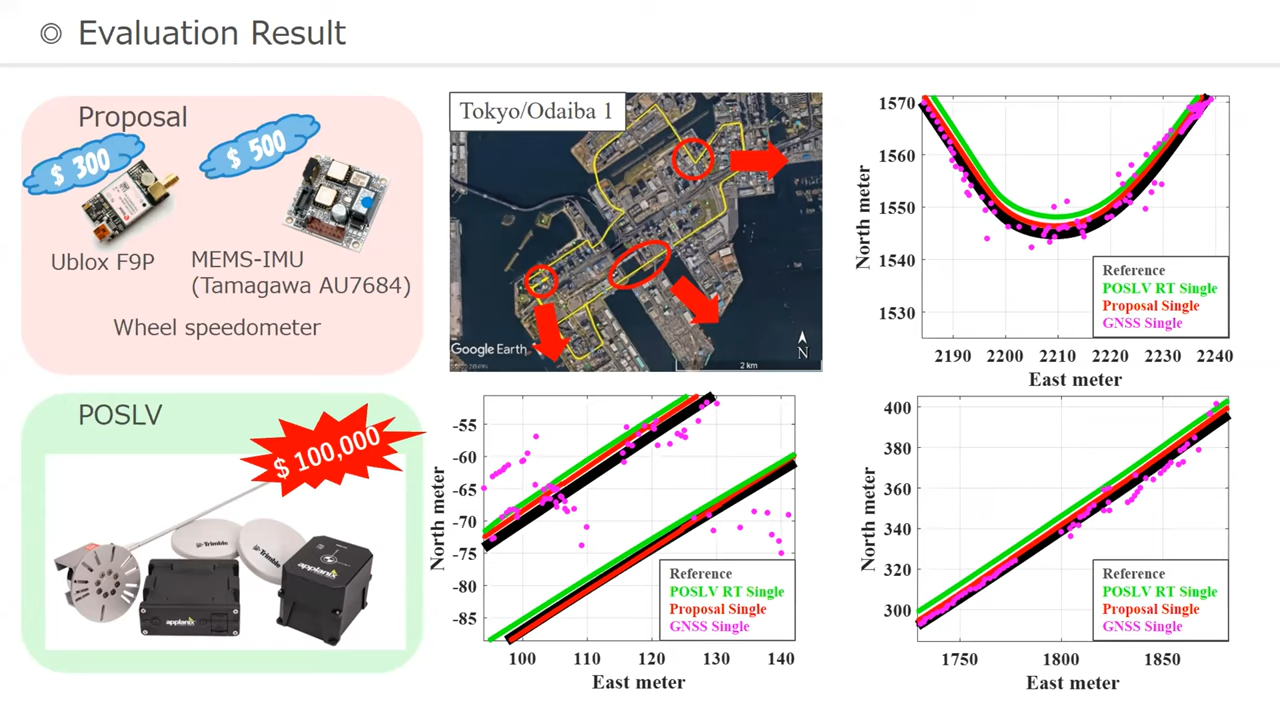 Evaluation Result
Proposal
$ 300
$ 500
Ublox F9P
MEMS-IMU
(Tamagawa AU7684)
Wheel speedometer
POSLV
$ 100,000
Trimble
Trimble
applanix
applanix
Tokyo/Odaiba 1
Google Earth
N
2 km
1570
1560
1550
1540
1530
North meter
2190 2200 2210 2220 2230 2240
East meter
Reference
POSLV RT Single
Proposal Single
GNSS Single
-55
-60
-65
-70
-75
-80
-85
North meter
100 110 120 130 140
East meter
Reference
POSLV RT Single
Proposal Single
GNSS Single
400
380
360
340
320
300
North meter
1750 1800 1850
East meter
Reference
POSLV RT Single
Proposal Single
GNSS Single